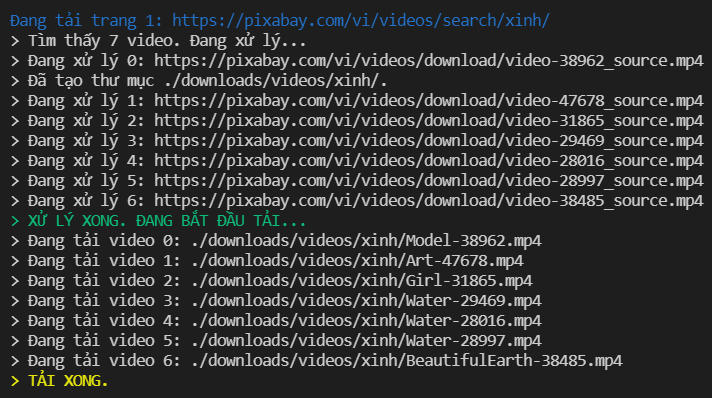 Đang tải trang 1: https://pixabay.com/vi/videos/search/xinh/
> Tìm thấy 7 video. Đang xử lý...
> Đang xử lý 0: https://pixabay.com/vi/videos/download/video-38962_source.mp4
> Đã tạo thư mục ./downloads/videos/xinh/.
> Đang xử lý 1: https://pixabay.com/vi/videos/download/video-47678_source.mp4
> Đang xử lý 2: https://pixabay.com/vi/videos/download/video-31865_source.mp4
> Đang xử lý 3: https://pixabay.com/vi/videos/download/video-29469_source.mp4
> Đang xử lý 4: https://pixabay.com/vi/videos/download/video-28016_source.mp4
> Đang xử lý 5: https://pixabay.com/vi/videos/download/video-28997_source.mp4
> Đang xử lý 6: https://pixabay.com/vi/videos/download/video-38485_source.mp4
> XỬ LÝ XONG. ĐANG BẮT ĐẦU TẢI...
> Đang tải video 0: ./downloads/videos/xinh/Model-38962.mp4
> Đang tải video 1: ./downloads/videos/xinh/Art-47678.mp4
> Đang tải video 2: ./downloads/videos/xinh/Girl-31865.mp4
> Đang tải video 3: ./downloads/videos/xinh/Water-29469.mp4
> Đang tải video 4: ./downloads/videos/xinh/Water-28016.mp4
> Đang tải video 5: ./downloads/videos/xinh/Water-28997.mp4
> Đang tải video 6: ./downloads/videos/xinh/BeautifulEarth-38485.mp4
> TẢI XONG.